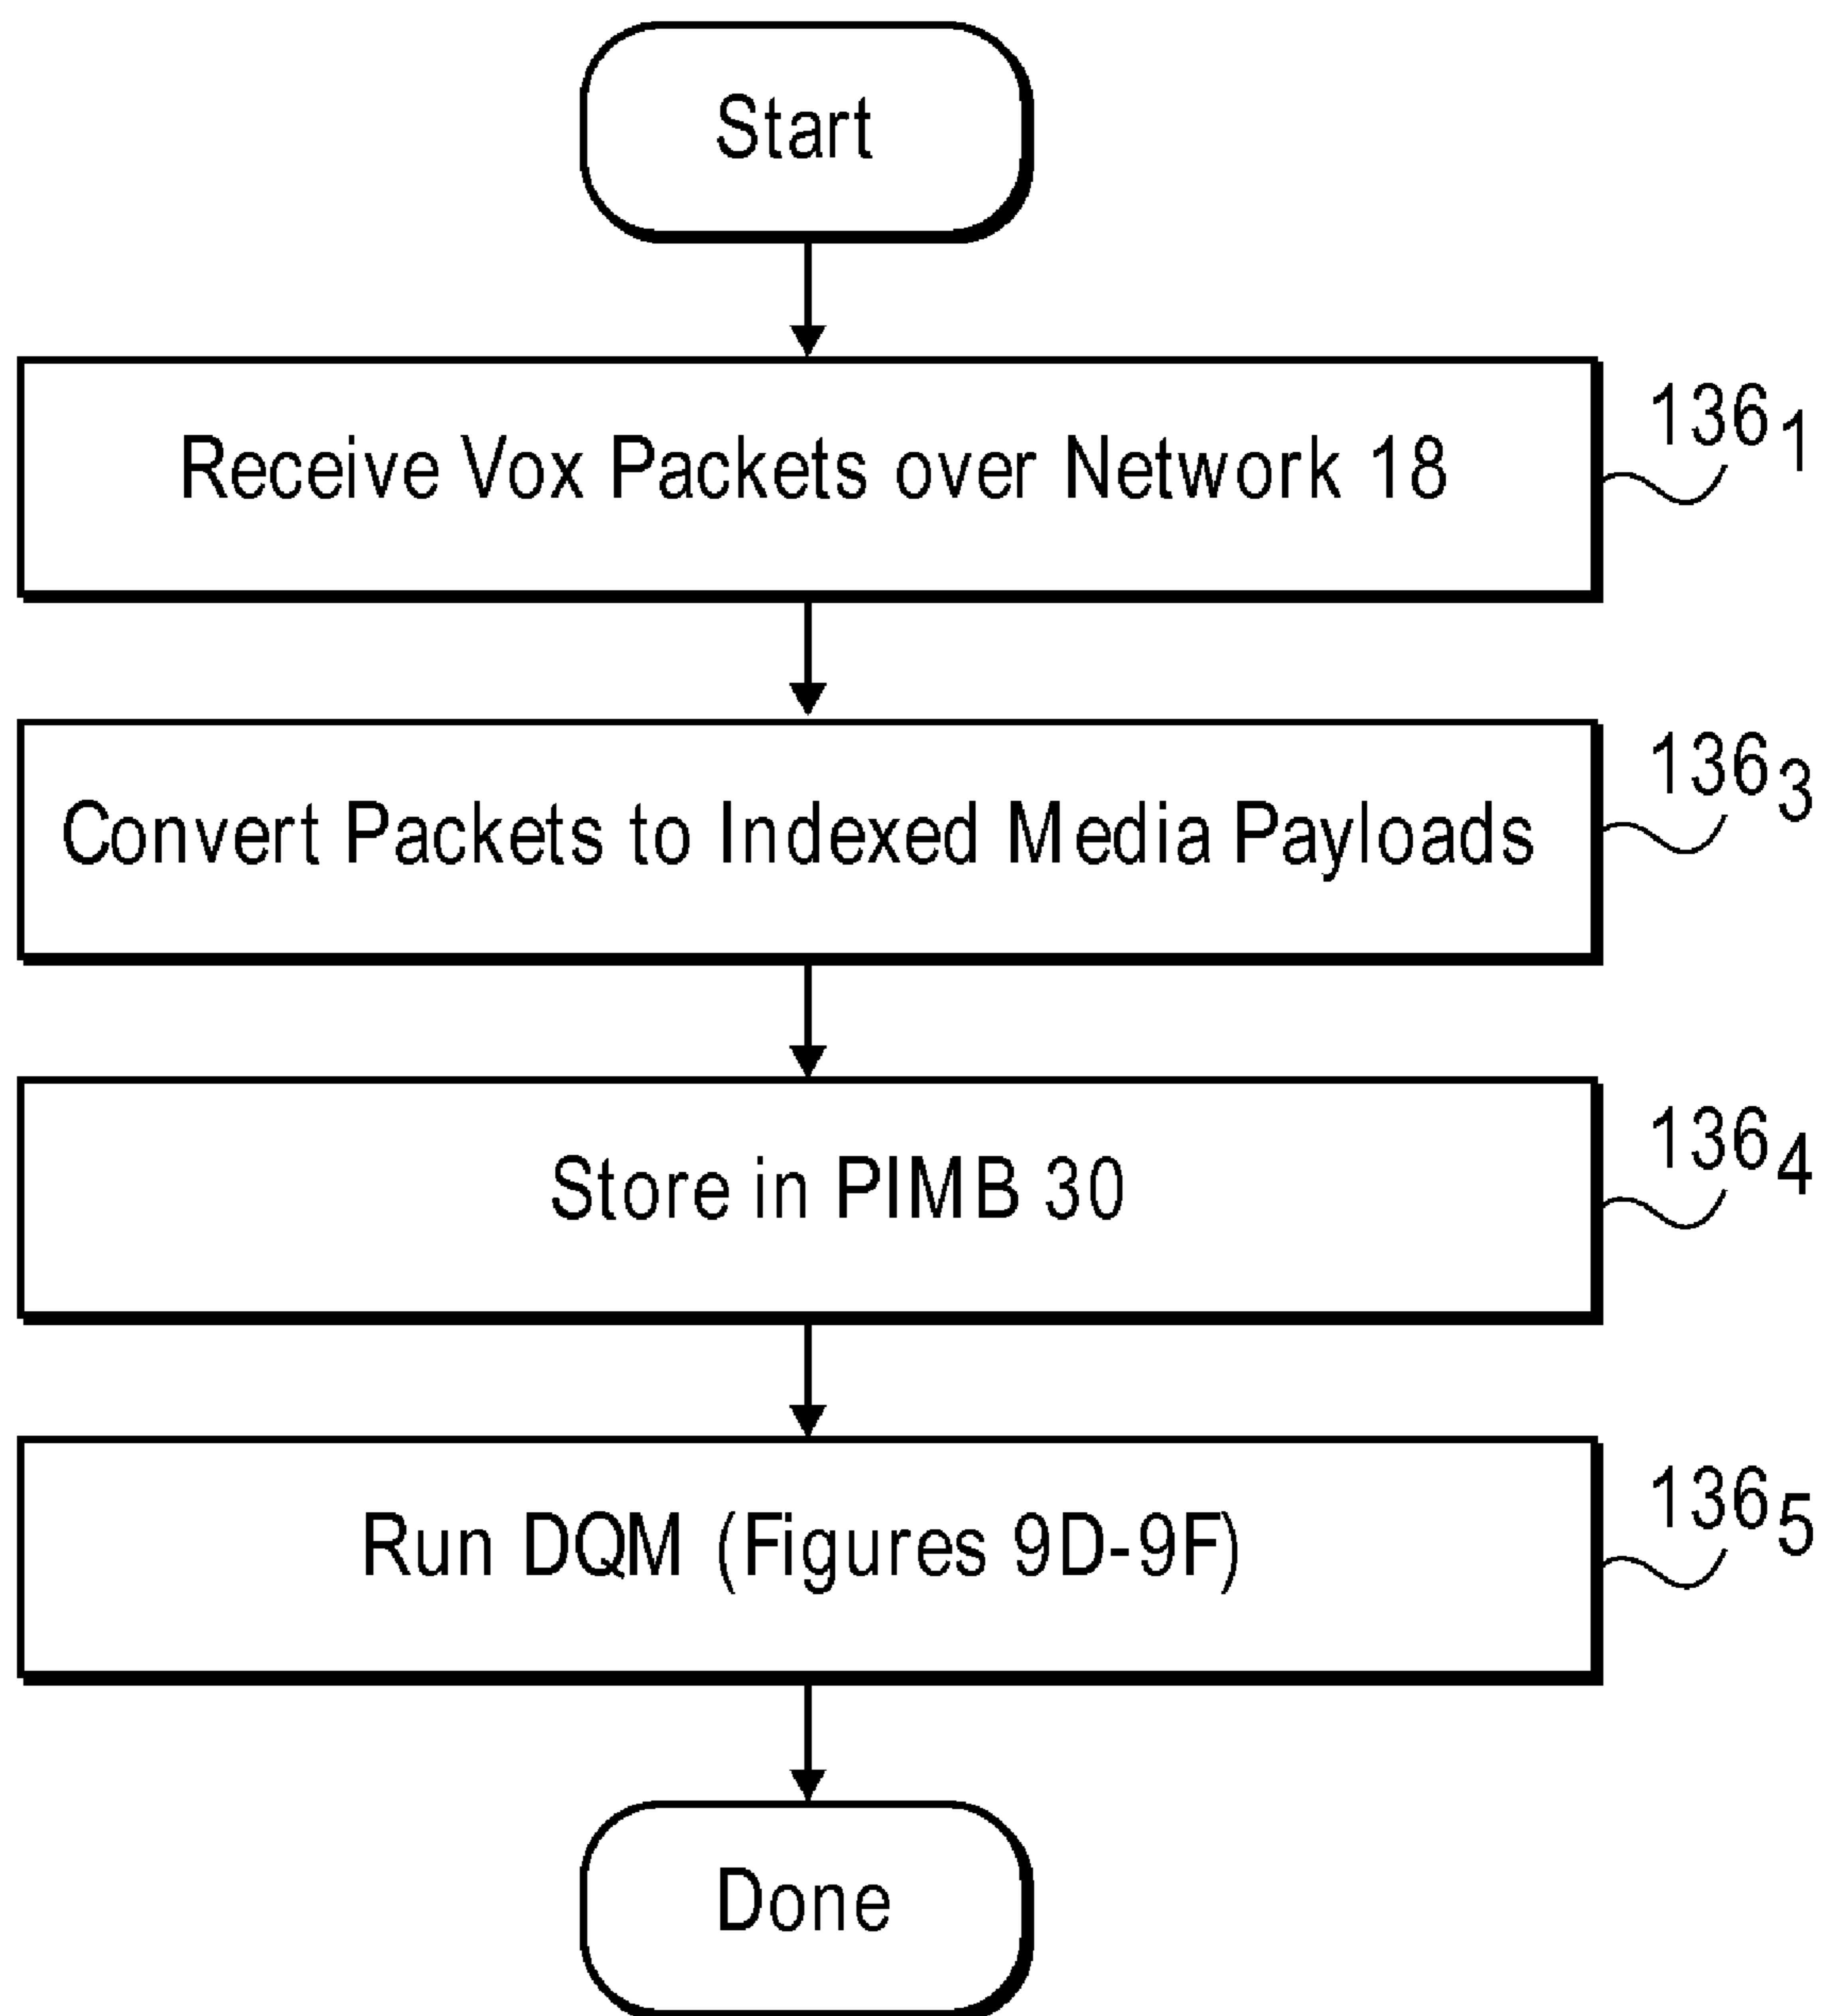 Start
Receive Vox Packets over Network 18
136₁
Convert Packets to Indexed Media Payloads
136₃
Store in PIMB 30
136₄
Run DQM (Figures 9D-9F)
136₅
Done